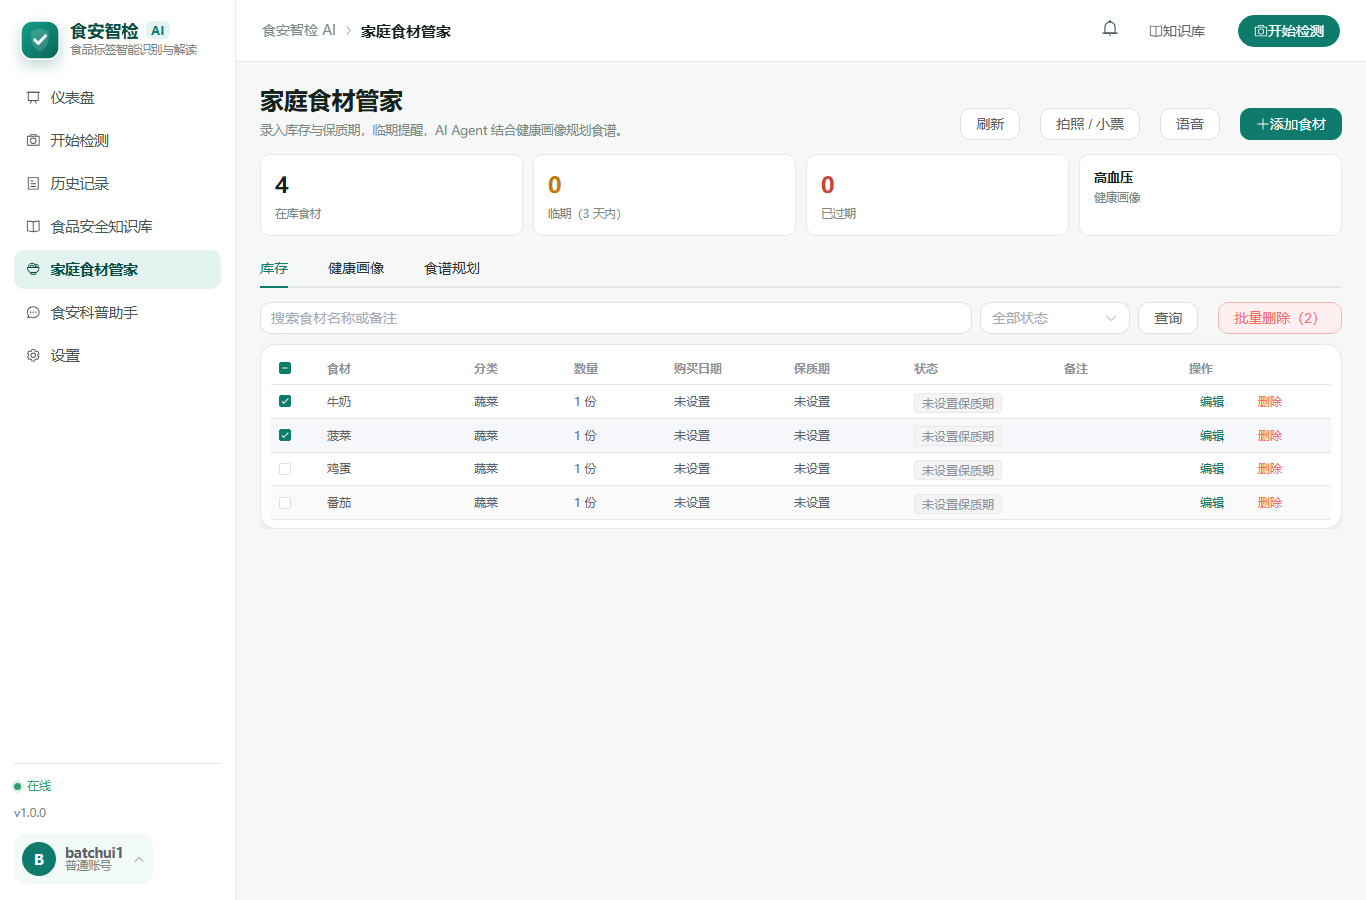 食安智检 AI
食品标签智能识别与解读
仪表盘
开始检测
历史记录
食品安全知识库
家庭食材管家
食安科普助手
设置
在线
v1.0.0
B
batchui1
普通账号
食安智检 AI > 家庭食材管家
知识库
开始检测
家庭食材管家
录入库存与保质期，临期提醒，AI Agent 结合健康画像规划食谱。
刷新 拍照 / 小票 语音 +添加食材
4
在库食材
0
临期（3 天内）
0
已过期
高血压
健康画像
库存 健康画像 食谱规划
搜索食材名称或备注 全部状态 查询 批量删除（2）
食材 分类 数量 购买日期 保质期 状态 备注 操作
牛奶 蔬菜 1 份 未设置 未设置 未设置保质期 编辑 删除
菠菜 蔬菜 1 份 未设置 未设置 未设置保质期 编辑 删除
鸡蛋 蔬菜 1 份 未设置 未设置 未设置保质期 编辑 删除
番茄 蔬菜 1 份 未设置 未设置 未设置保质期 编辑 删除